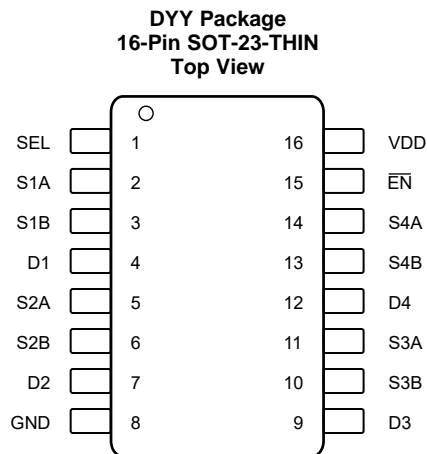 DYY Package
16-Pin SOT-23-THIN
Top View
SEL 1 16 VDD
S1A 2 15 E̅N̅
S1B 3 14 S4A
D1 4 13 S4B
S2A 5 12 D4
S2B 6 11 S3A
D2 7 10 S3B
GND 8 9 D3